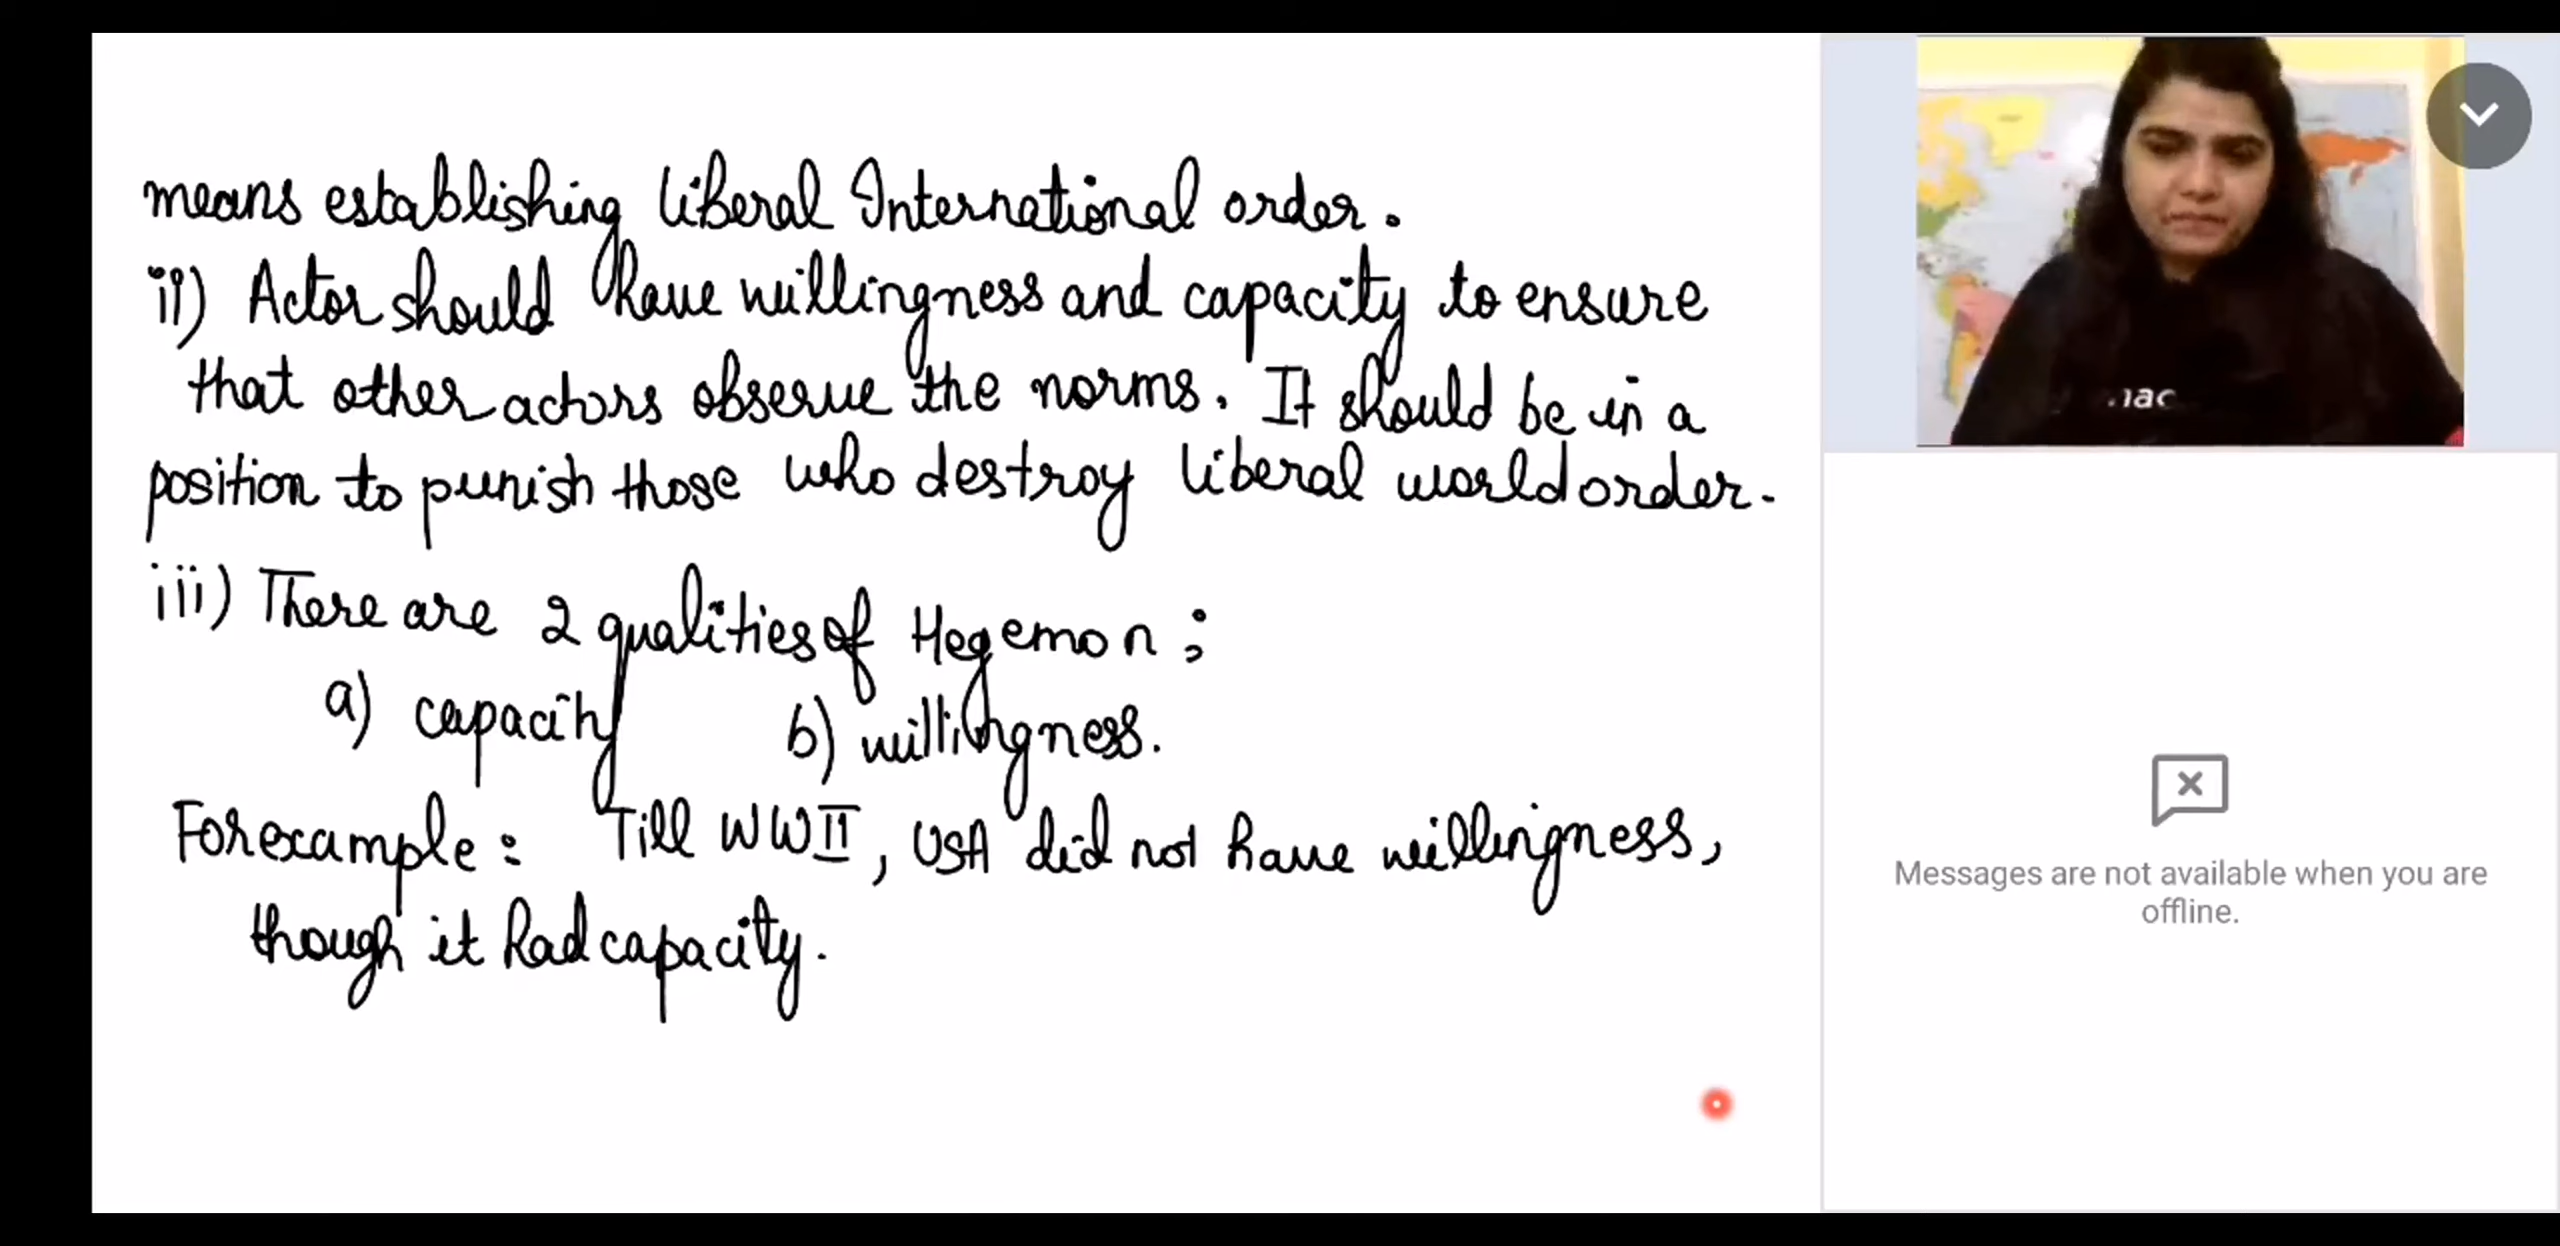 means establishing liberal International order.
ii) Actor should have willingness and capacity to ensure
that other actors observe the norms. It should be in a
position to punish those who destroy liberal world order.
iii) There are 2 qualities of Hegemon :
a) capacity b) willingness.
For example : Till WWII, USA did not have willingness,
though it had capacity.
Messages are not available when you are
offline.